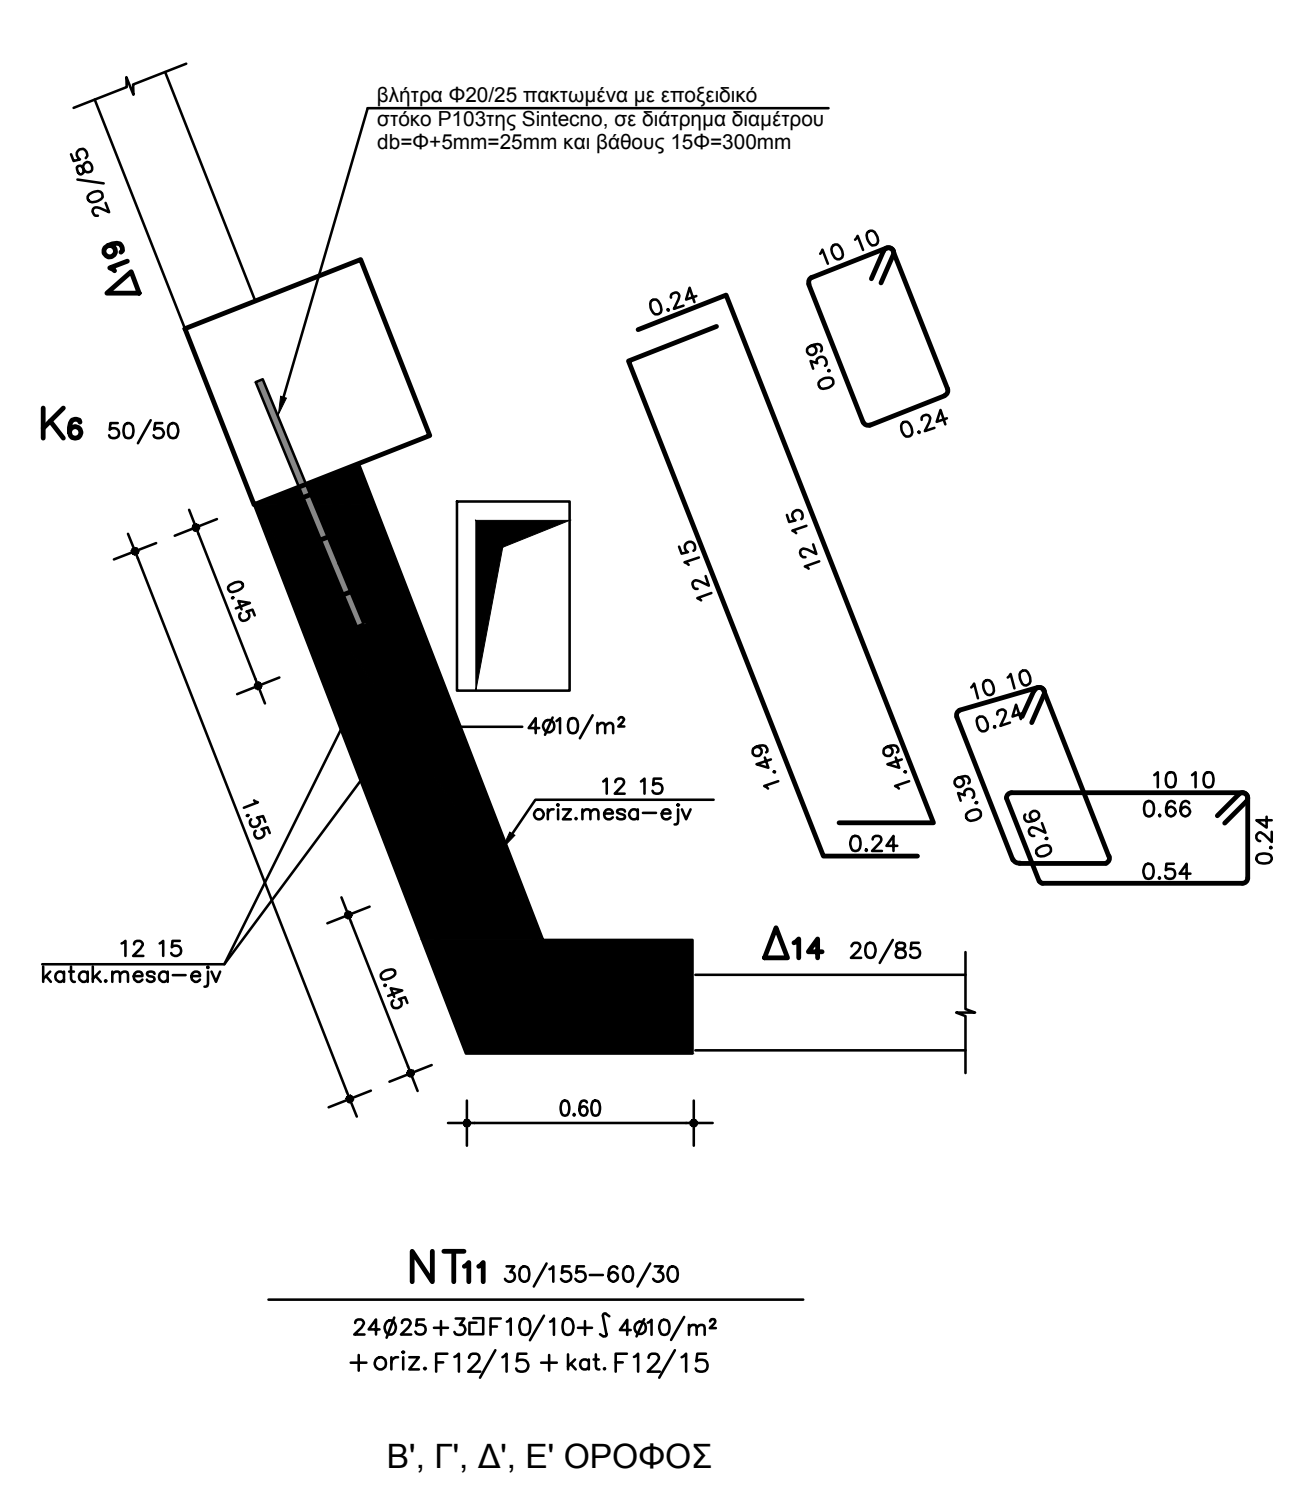 βλήτρα Φ20/25 πακτωμένα με εποξειδικό
στόκο P103της Sintecno, σε διάτρημα διαμέτρου
db=Φ+5mm=25mm και βάθους 15Φ=300mm
Δ19 20/85
K6 50/50
0.45
1.55
0.45
12 15
katak.mesa-ejv
4ø10/m²
12 15
oriz.mesa-ejv
0.24
12 15
12 15
1.49
1.49
0.24
10 10
0.39
0.24
10 10
0.24
0.39
0.26
10 10
0.66
0.24
0.54
Δ14 20/85
0.60
NT11 30/155-60/30
24ø25+3F10/10+∫ 4ø10/m²
+oriz. F12/15 + kat. F12/15
Β', Γ', Δ', Ε' ΟΡΟΦΟΣ